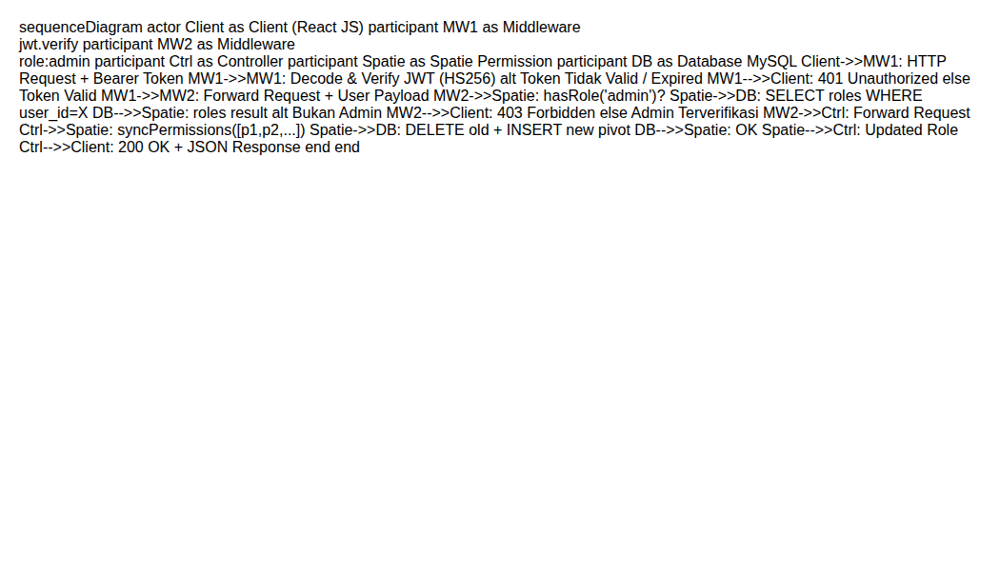 sequenceDiagram actor Client as Client (React JS) participant MW1 as Middleware
jwt.verify participant MW2 as Middleware
role:admin participant Ctrl as Controller participant Spatie as Spatie Permission participant DB as Database MySQL Client->>MW1: HTTP
Request + Bearer Token MW1->>MW1: Decode & Verify JWT (HS256) alt Token Tidak Valid / Expired MW1-->>Client: 401 Unauthorized else
Token Valid MW1->>MW2: Forward Request + User Payload MW2->>Spatie: hasRole('admin')? Spatie->>DB: SELECT roles WHERE
user_id=X DB-->>Spatie: roles result alt Bukan Admin MW2-->>Client: 403 Forbidden else Admin Terverifikasi MW2->>Ctrl: Forward Request
Ctrl->>Spatie: syncPermissions([p1,p2,...]) Spatie->>DB: DELETE old + INSERT new pivot DB-->>Spatie: OK Spatie-->>Ctrl: Updated Role
Ctrl-->>Client: 200 OK + JSON Response end end